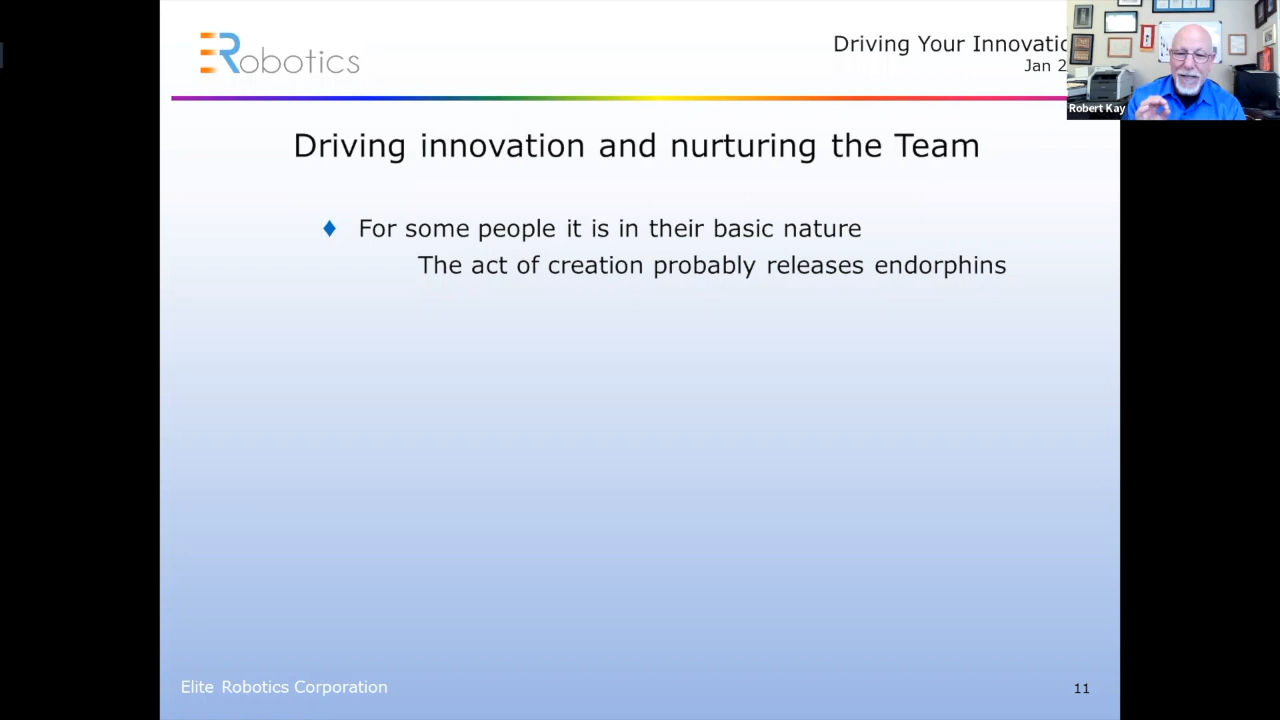 ERobotics
Driving Your Innovatio
Jan 2
Robert Kay
Driving innovation and nurturing the Team
♦ For some people it is in their basic nature
The act of creation probably releases endorphins
Elite Robotics Corporation
11